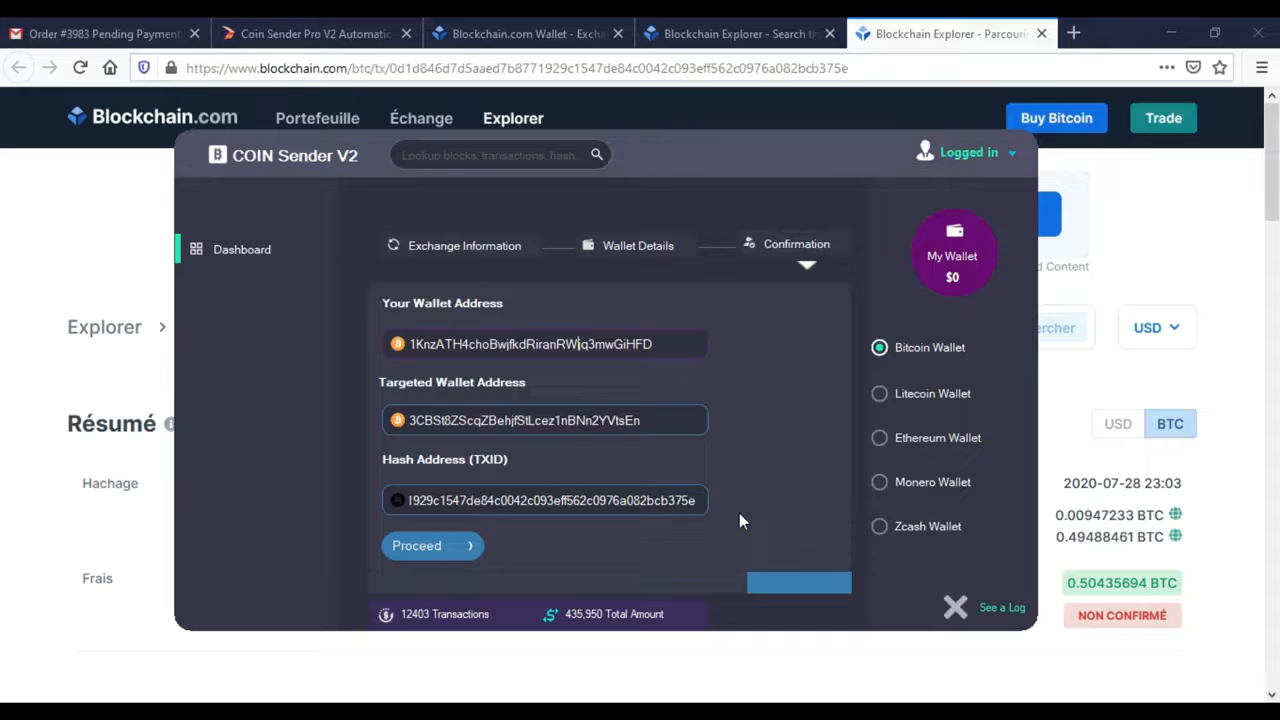 Order #3983 Pending Payment
Coin Sender Pro V2 Automatic
Blockchain.com Wallet - Excha
Blockchain Explorer - Search th
Blockchain Explorer - Parcouri
https://www.blockchain.com/btc/tx/0d1d846d7d5aaed7b8771929c1547de84c0042c093eff562c0976a082bcb375e
Blockchain.com
Portefeuille
Échange
Explorer
Buy Bitcoin
Trade
COIN Sender V2
Lookup blocks, transactions, hash...
Logged in
Dashboard
Exchange Information
Wallet Details
Confirmation
My Wallet
$0
d Content
Your Wallet Address
1KnzATH4choBwjfkdRiranRWjq3mwGiHFD
Explorer >
ercher
USD
Bitcoin Wallet
Targeted Wallet Address
3CBSt8ZScqZBehjfStLcez1nBNn2YVtsEn
Litecoin Wallet
Résumé
USD
BTC
Ethereum Wallet
Hash Address (TXID)
1929c1547de84c0042c093eff562c0976a082bcb375e
Monero Wallet
Hachage
2020-07-28 23:03
0.00947233 BTC
0.49488461 BTC
Zcash Wallet
Proceed
Frais
0.50435694 BTC
NON CONFIRMÉ
12403 Transactions
435,950 Total Amount
See a Log